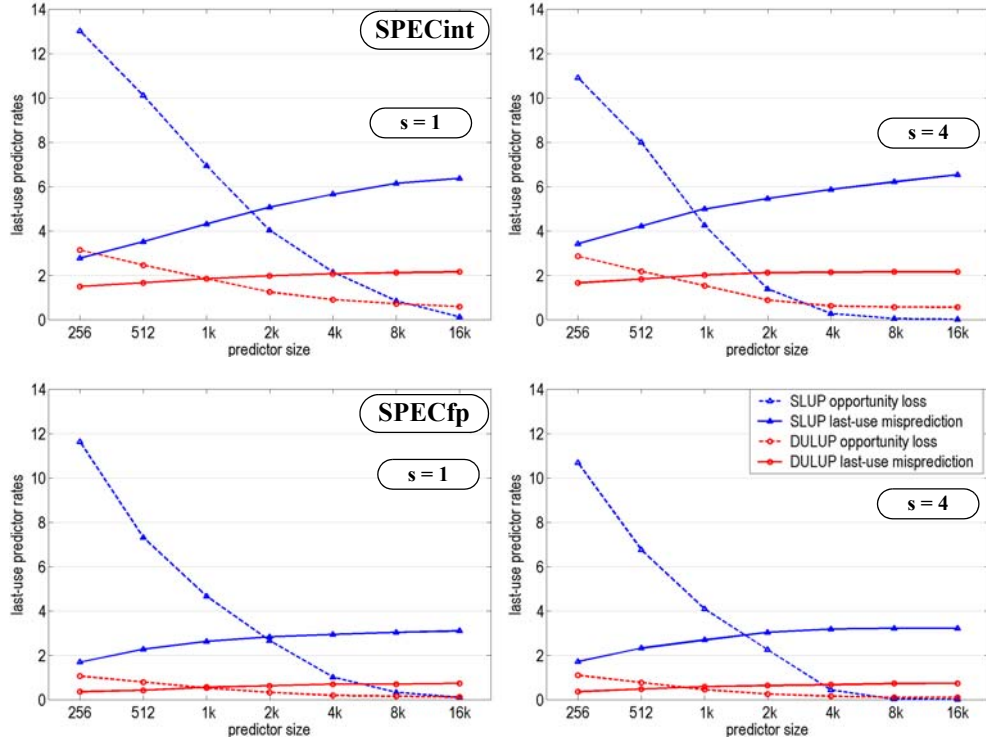 SPECint
s = 1
last-use predictor rates
14
12
10
8
6
4
2
0
256 512 1k 2k 4k 8k 16k
predictor size
s = 4
last-use predictor rates
14
12
10
8
6
4
2
0
256 512 1k 2k 4k 8k 16k
predictor size
SPECfp
s = 1
last-use predictor rates
14
12
10
8
6
4
2
0
256 512 1k 2k 4k 8k 16k
predictor size
SLUP opportunity loss
SLUP last-use misprediction
DULUP opportunity loss
DULUP last-use misprediction
s = 4
last-use predictor rates
14
12
10
8
6
4
2
0
256 512 1k 2k 4k 8k 16k
predictor size